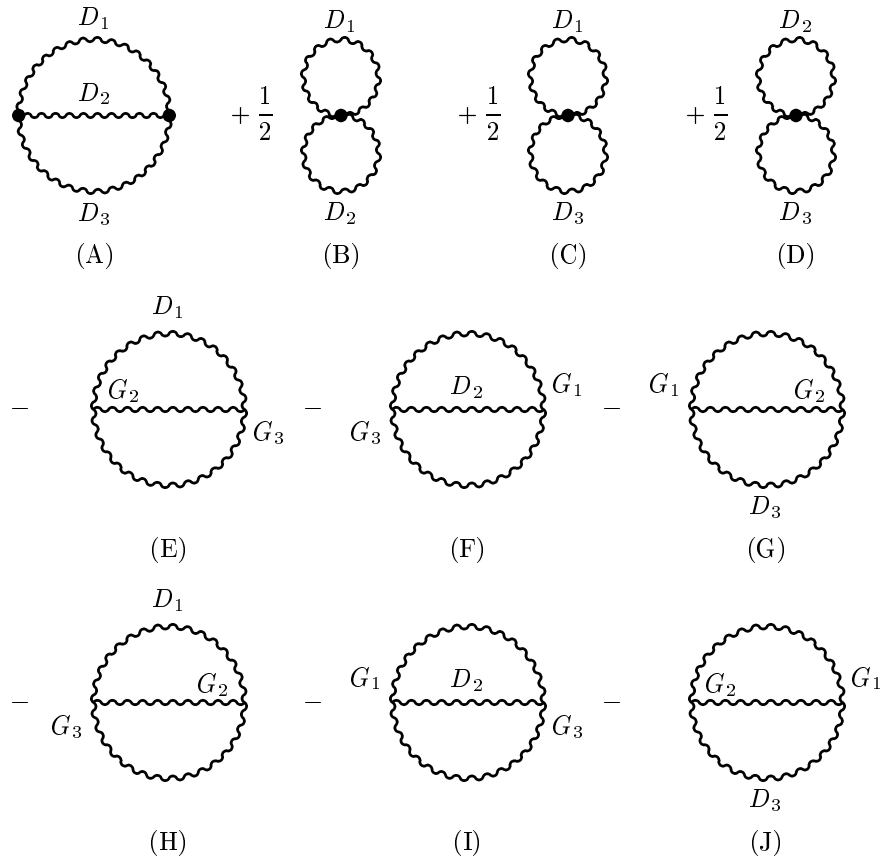 D₁ D₁ D₁ D₂
D₂ + 1/2 + 1/2 + 1/2
D₃ D₂ D₃ D₃
(A) (B) (C) (D)
D₁
− G₂ G₃ − G₃ D₂ G₁ − G₁ G₂
D₃
(E) (F) (G)
D₁
− G₃ G₂ − G₁ D₂ G₃ − G₂ G₁
D₃
(H) (I) (J)